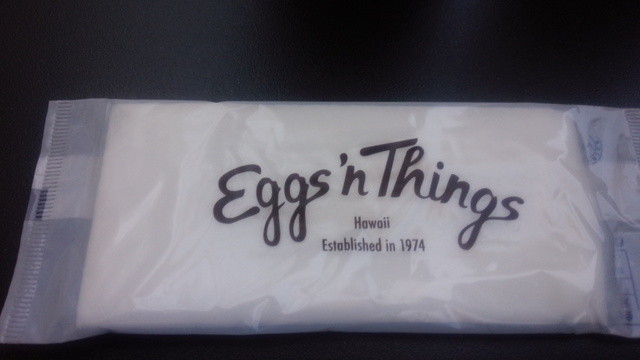 Eggs 'n Things
Hawaii
Established in 1974